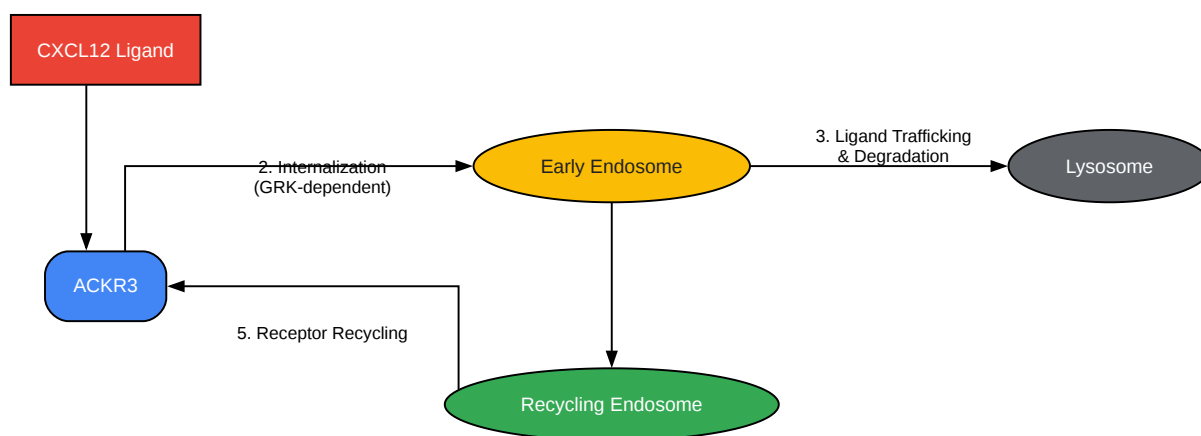 CXCL12 Ligand
2. Internalization
(GRK-dependent)
Early Endosome
3. Ligand Trafficking
& Degradation
Lysosome
ACKR3
5. Receptor Recycling
Recycling Endosome